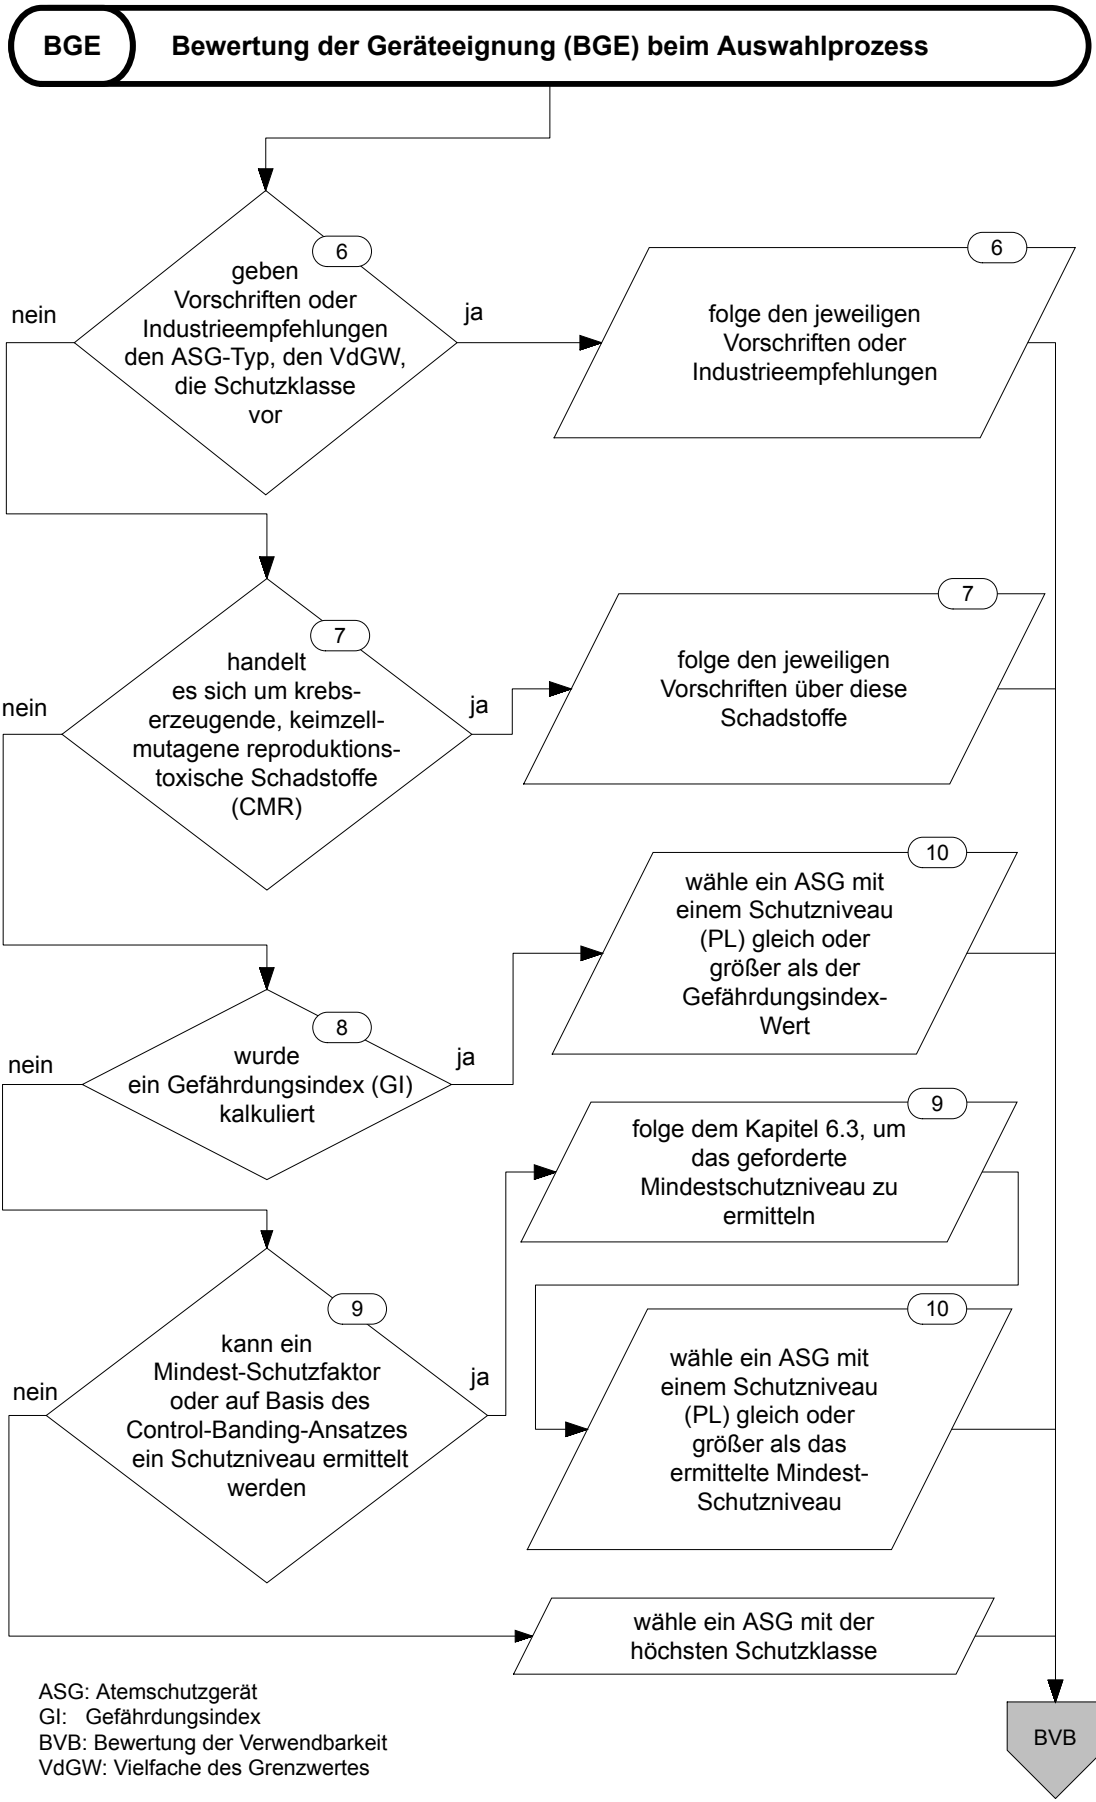 BGE
Bewertung der Geräteeignung (BGE) beim Auswahlprozess
6
geben
Vorschriften oder
Industrieempfehlungen
den ASG-Typ, den VdGW,
die Schutzklasse
vor
nein
ja
6
folge den jeweiligen
Vorschriften oder
Industrieempfehlungen
7
handelt
es sich um krebs-
erzeugende, keimzell-
mutagene reproduktions-
toxische Schadstoffe
(CMR)
nein
ja
7
folge den jeweiligen
Vorschriften über diese
Schadstoffe
8
wurde
ein Gefährdungsindex (GI)
kalkuliert
nein
ja
10
wähle ein ASG mit
einem Schutzniveau
(PL) gleich oder
größer als der
Gefährdungsindex-
Wert
9
kann ein
Mindest-Schutzfaktor
oder auf Basis des
Control-Banding-Ansatzes
ein Schutzniveau ermittelt
werden
nein
ja
9
folge dem Kapitel 6.3, um
das geforderte
Mindestschutzniveau zu
ermitteln
10
wähle ein ASG mit
einem Schutzniveau
(PL) gleich oder
größer als das
ermittelte Mindest-
Schutzniveau
wähle ein ASG mit der
höchsten Schutzklasse
BVB
ASG: Atemschutzgerät
GI: Gefährdungsindex
BVB: Bewertung der Verwendbarkeit
VdGW: Vielfache des Grenzwertes